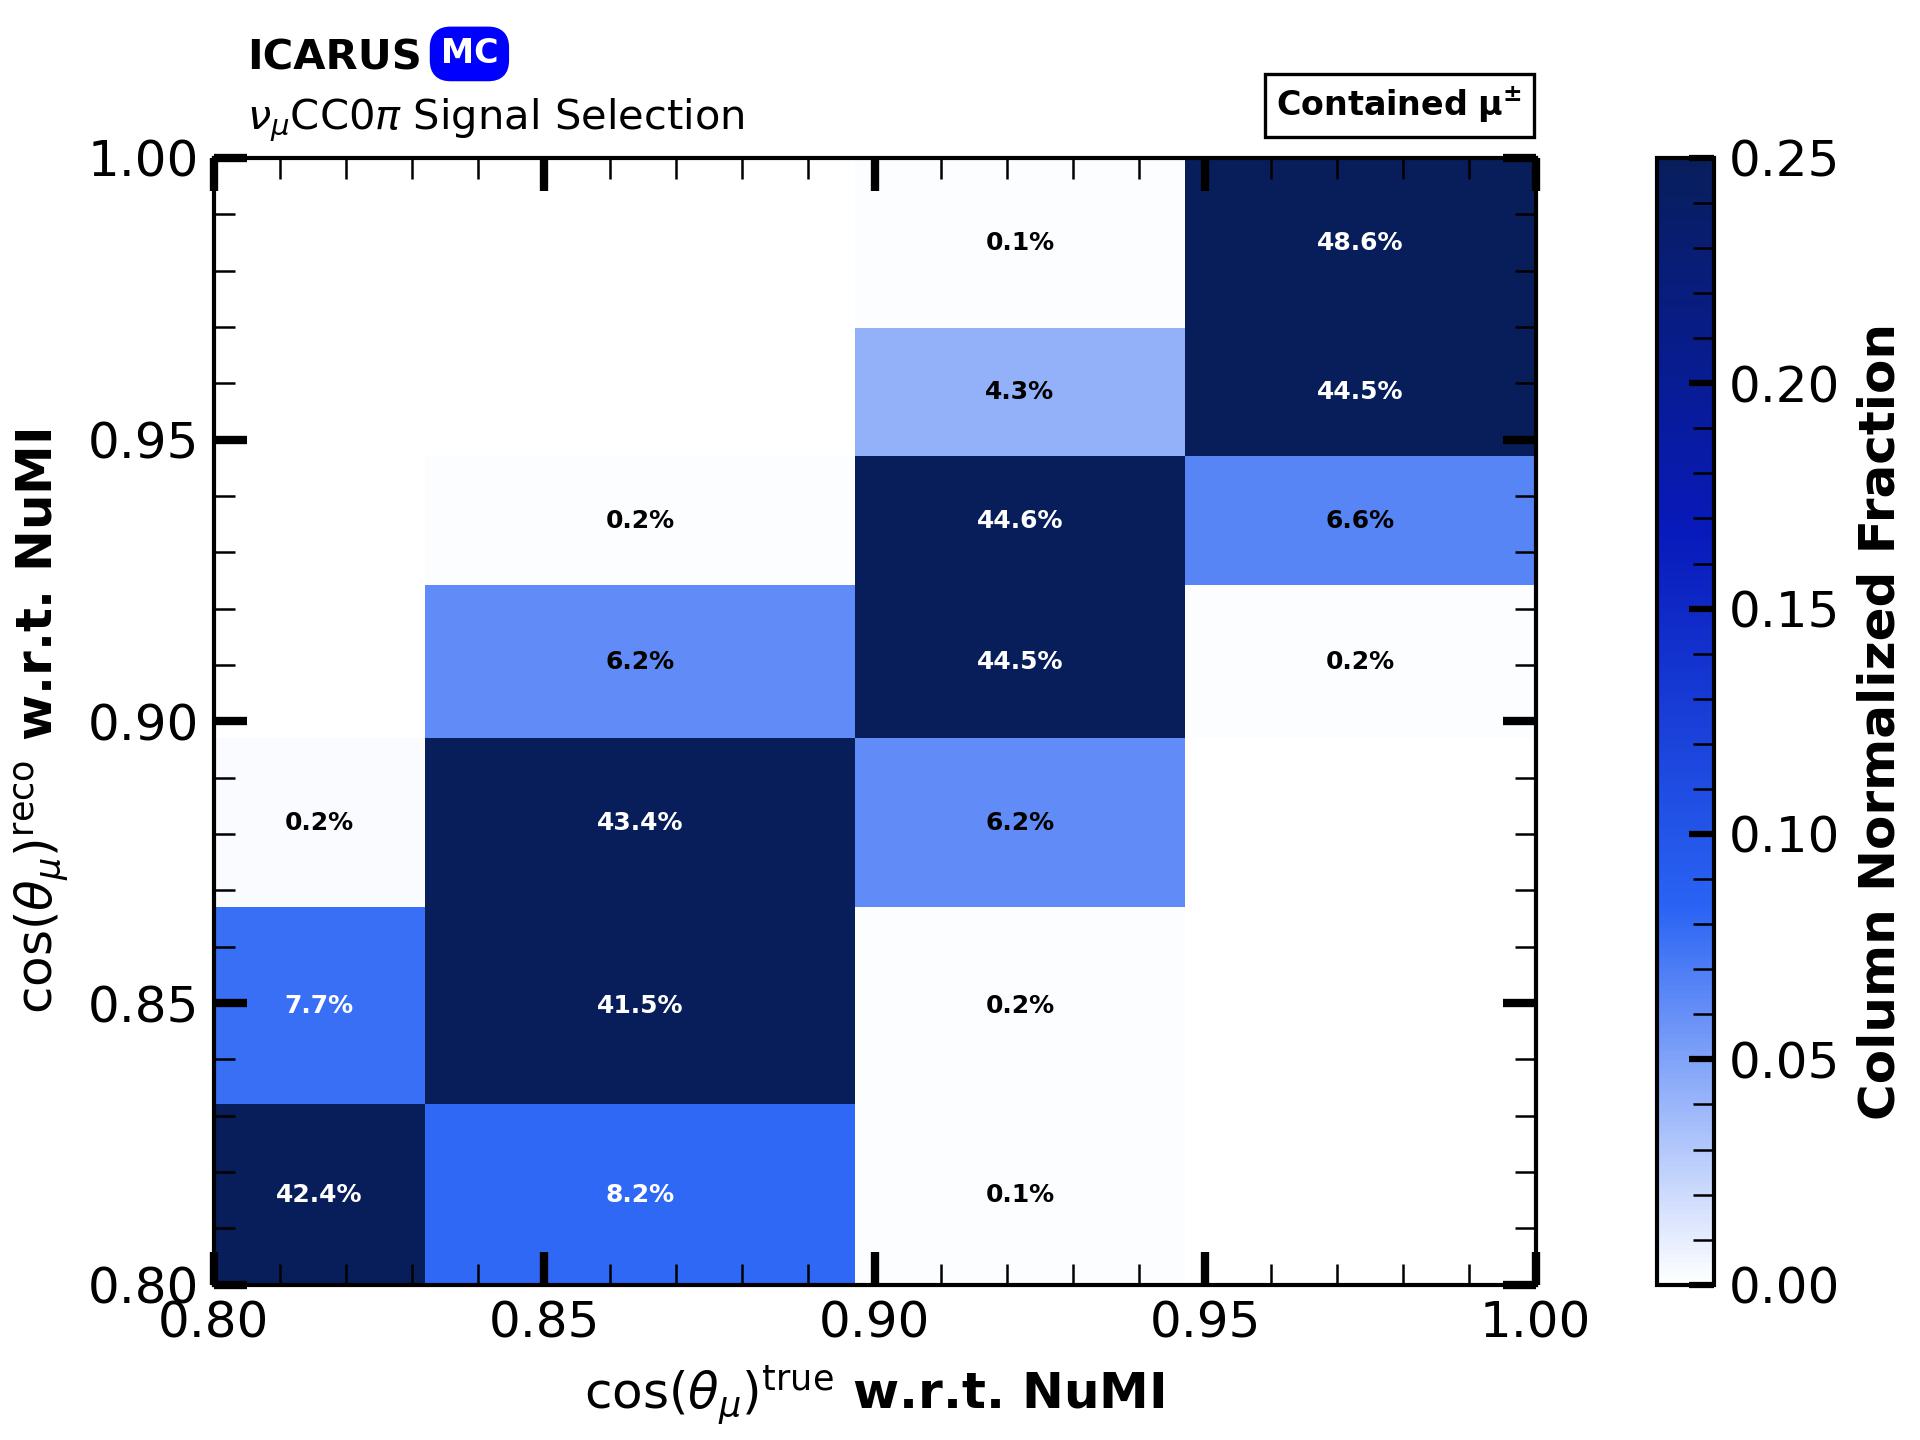 ICARUS MC
νμCC0π Signal Selection
Contained μ±
1.00
0.95
0.90
0.85
0.80
cos(θμ)reco w.r.t. NuMI
0.1% 48.6%
4.3% 44.5%
0.2% 44.6% 6.6%
6.2% 44.5% 0.2%
0.2% 43.4% 6.2%
7.7% 41.5% 0.2%
42.4% 8.2% 0.1%
0.80 0.85 0.90 0.95 1.00
cos(θμ)true w.r.t. NuMI
0.25
0.20
0.15
0.10
0.05
0.00
Column Normalized Fraction